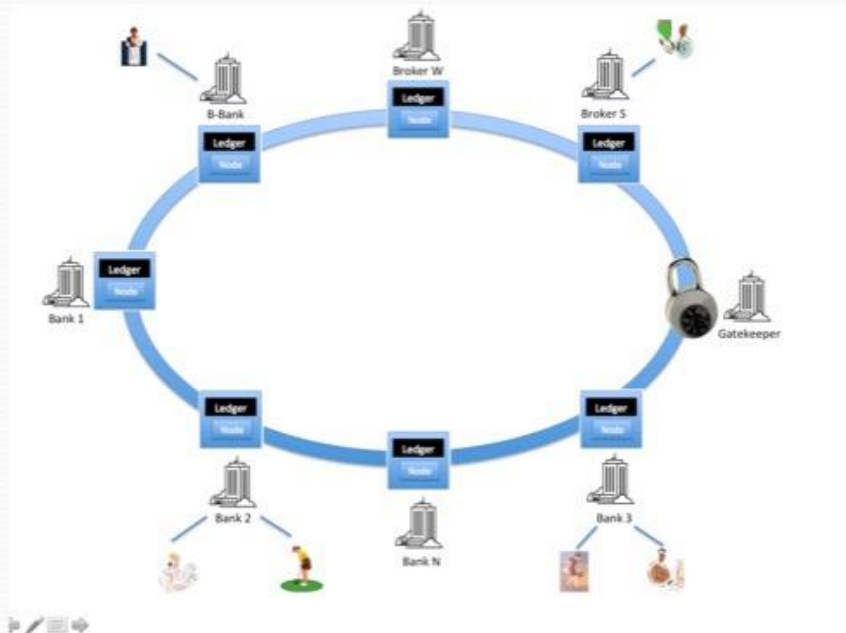 Broker W
Ledger
Node
B-Bank
Ledger
Node
Broker S
Ledger
Node
Bank 1
Ledger
Node
Gatekeeper
Ledger
Node
Bank 2
Ledger
Node
Bank N
Ledger
Node
Bank 3